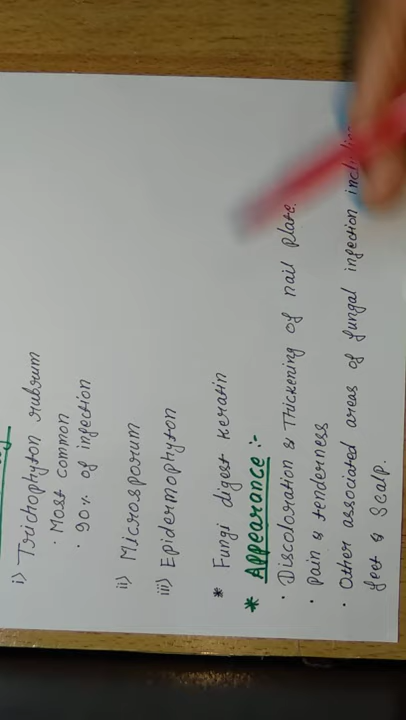 i) Trichophyton rubrum
· Most common
· 90% of infection
ii) Microsporum
iii) Epidermophyton
* Fungi digest keratin
* Appearance :-
· Discoloration & Thickening of nail plate.
· Pain & tenderness
· Other associated areas of fungal infection
feet & Scalp.